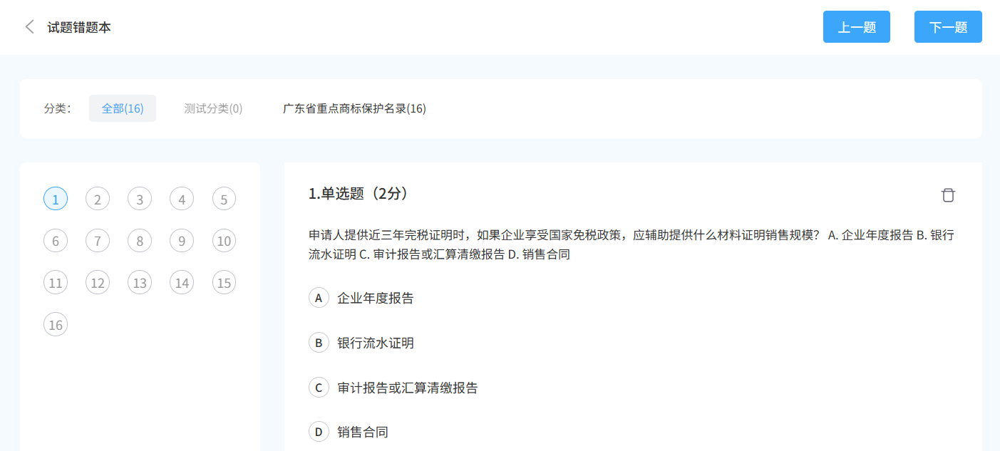 试题错题本
上一题
下一题
分类：
全部(16)
测试分类(0)
广东省重点商标保护名录(16)
1
2
3
4
5
6
7
8
9
10
11
12
13
14
15
16
1.单选题（2分）
申请人提供近三年完税证明时，如果企业享受国家免税政策，应辅助提供什么材料证明销售规模？ A. 企业年度报告 B. 银行
流水证明 C. 审计报告或汇算清缴报告 D. 销售合同
A 企业年度报告
B 银行流水证明
C 审计报告或汇算清缴报告
D 销售合同